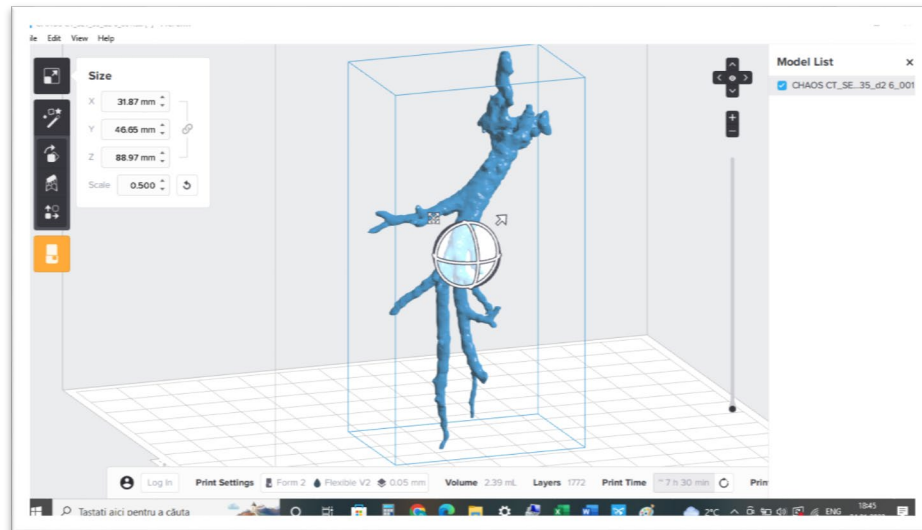 Edit View Help
Size
X 31.87 mm
Y 46.65 mm
Z 88.97 mm
Scale 0.500
Model List ×
CHAOS CT_SE...35_d2 6_001
Log In Print Settings Form 2 Flexible V2 0.05 mm Volume 2.39 mL Layers 1772 Print Time ~ 7 h 30 min
Tastați aici pentru a căuta 2°C ENG 18:45